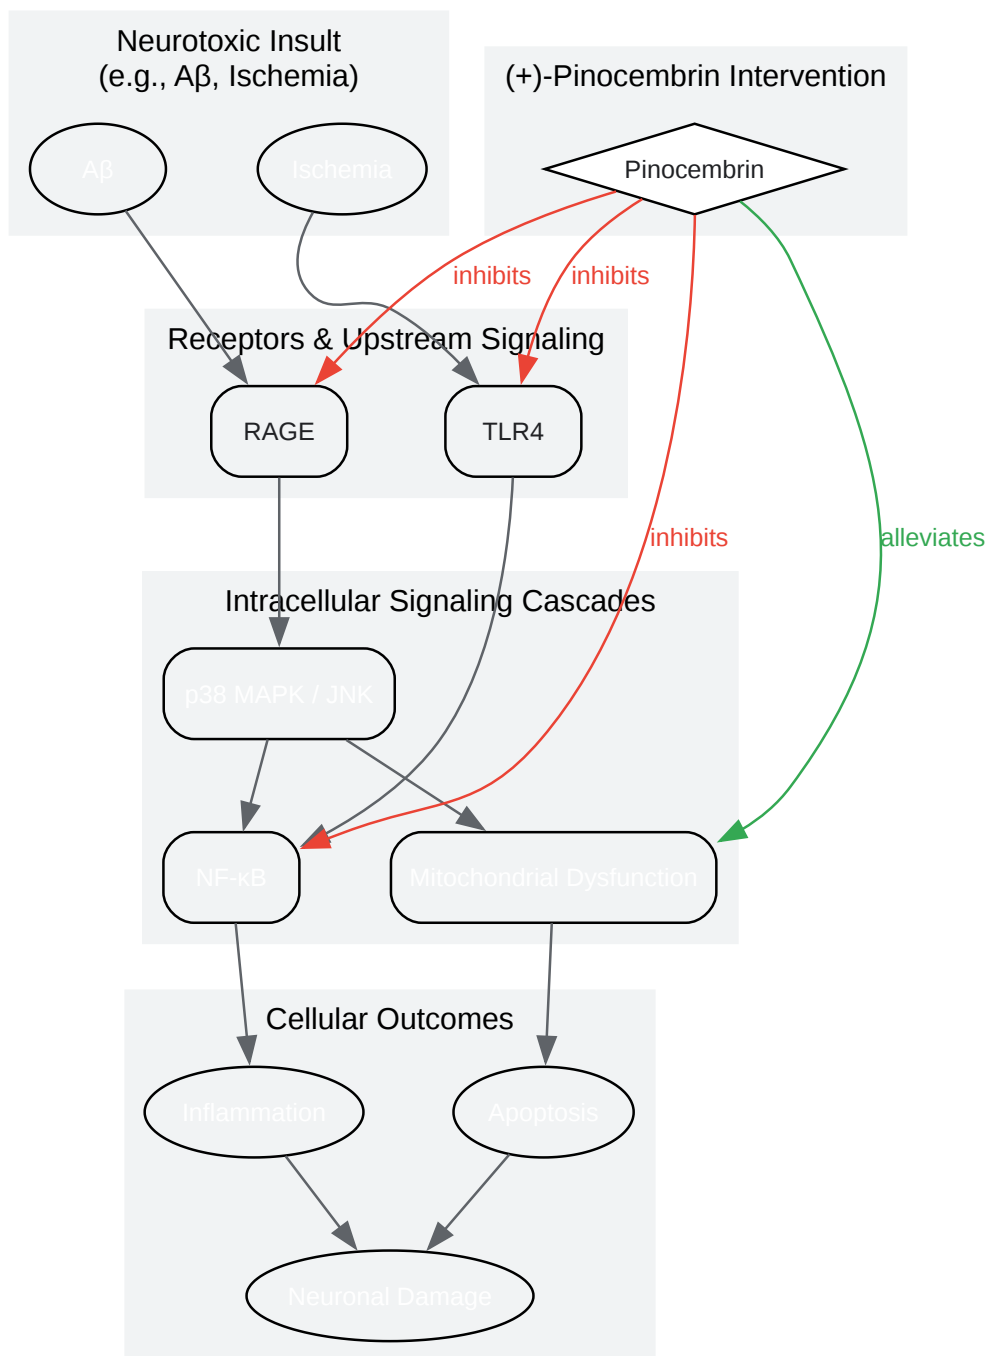 Neurotoxic Insult
(e.g., Aβ, Ischemia)
(+)-Pinocembrin Intervention
Aβ
Ischemia
Pinocembrin
inhibits
inhibits
Receptors & Upstream Signaling
RAGE
TLR4
inhibits
alleviates
Intracellular Signaling Cascades
p38 MAPK / JNK
NF-κB
Mitochondrial Dysfunction
Cellular Outcomes
Inflammation
Apoptosis
Neuronal Damage